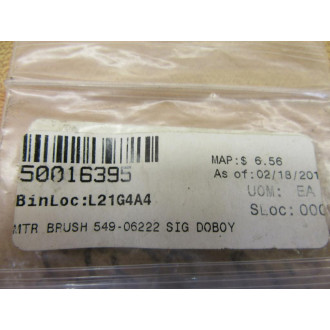 50016395
MAP:$ 6.56
As of:02/18/201
BinLoc:L21G4A4
UOM: EA
SLoc:000
MTR BRUSH 549-06222 SIG DOBOY